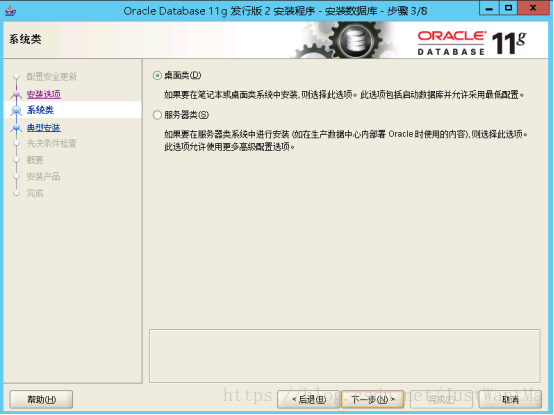 Oracle Database 11g 发行版 2 安装程序 - 安装数据库 - 步骤 3/8
系统类
ORACLE
DATABASE
11g
配置安全更新
安装选项
系统类
典型安装
先决条件检查
概要
安装产品
完成
桌面类(D)
如果要在笔记本或桌面类系统中安装,则选择此选项。此选项包括启动数据库并允许采用最低配置。
服务器类(S)
如果要在服务器类系统中进行安装 (如在生产数据中心内部署 Oracle 时使用的内容),则选择此选项。
此选项允许使用更多高级配置选项。
帮助(H)
< 后退(B)
下一步(N) >
完成(F)
取消
https://blog.csdn.net/JustWantMa